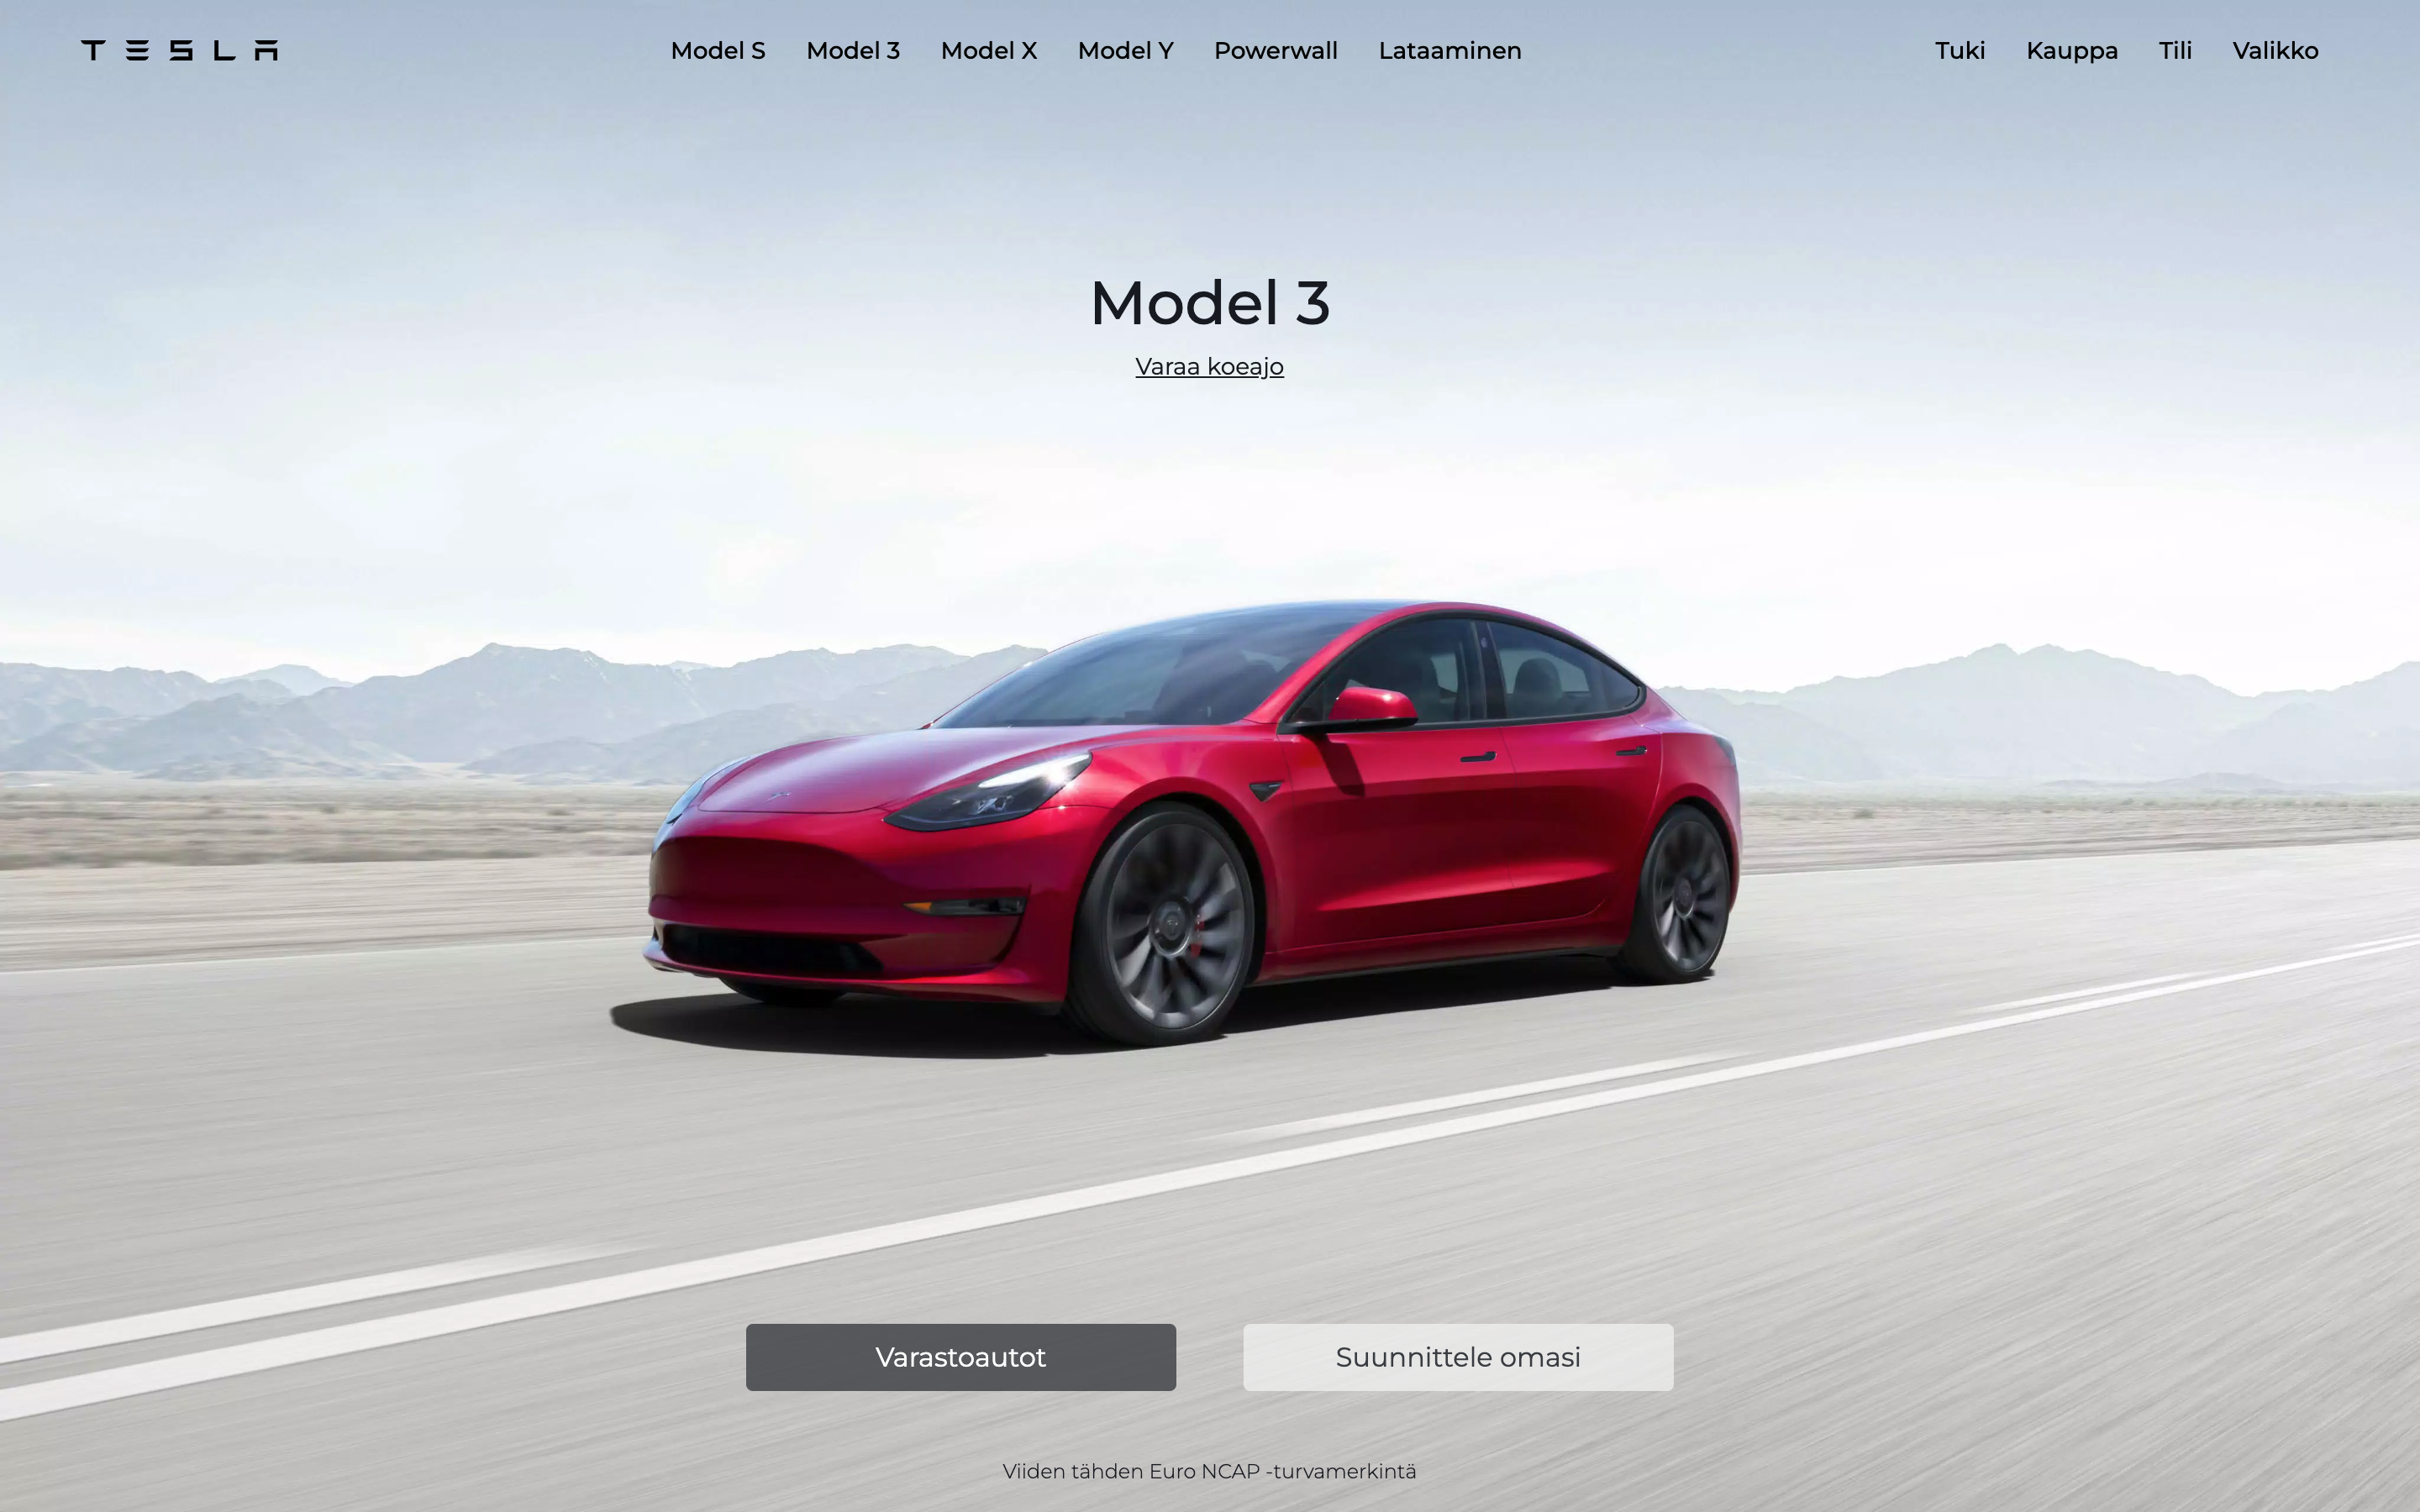 TESLA
Model S Model 3 Model X Model Y Powerwall Lataaminen
Tuki Kauppa Tili Valikko
Model 3
Varaa koeajo
Varastoautot
Suunnittele omasi
Viiden tähden Euro NCAP -turvamerkintä